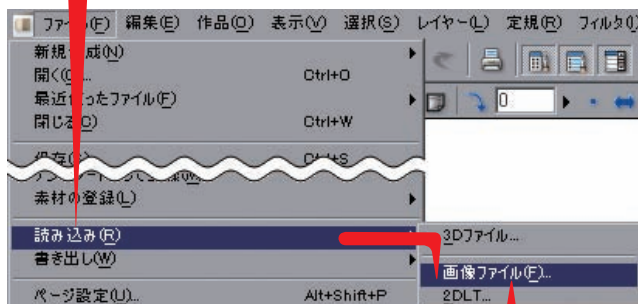 ファイル(F) 編集(E) 作品(O) 表示(V) 選択(S) レイヤー(L) 定規(R) フィルタ(I)
新規作成(N)
開く(O)... Ctrl+O
最近使ったファイル(F)
閉じる(C) Ctrl+W
0
保存(S) Ctrl+S
素材の登録(L)
読み込み(R)
3Dファイル...
書き出し(W)
画像ファイル(F)...
ページ設定(U)... Alt+Shift+P
2DLT...